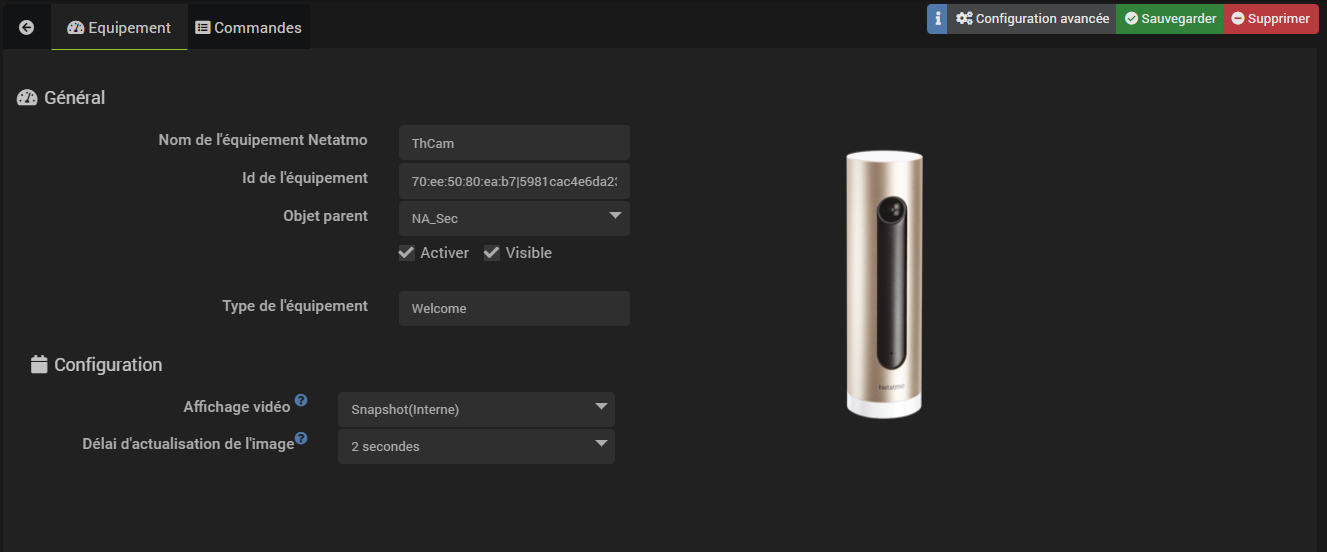 Equipement
Commandes
i
Configuration avancée
Sauvegarder
Supprimer
Général
Nom de l'équipement Netatmo
ThCam
Id de l'équipement
70:ee:50:80:ea:b7|5981cac4e6da23
Objet parent
NA_Sec
Activer
Visible
Type de l'équipement
Welcome
Netatmo
Configuration
Affichage vidéo ?
Snapshot(Interne)
Délai d'actualisation de l'image ?
2 secondes